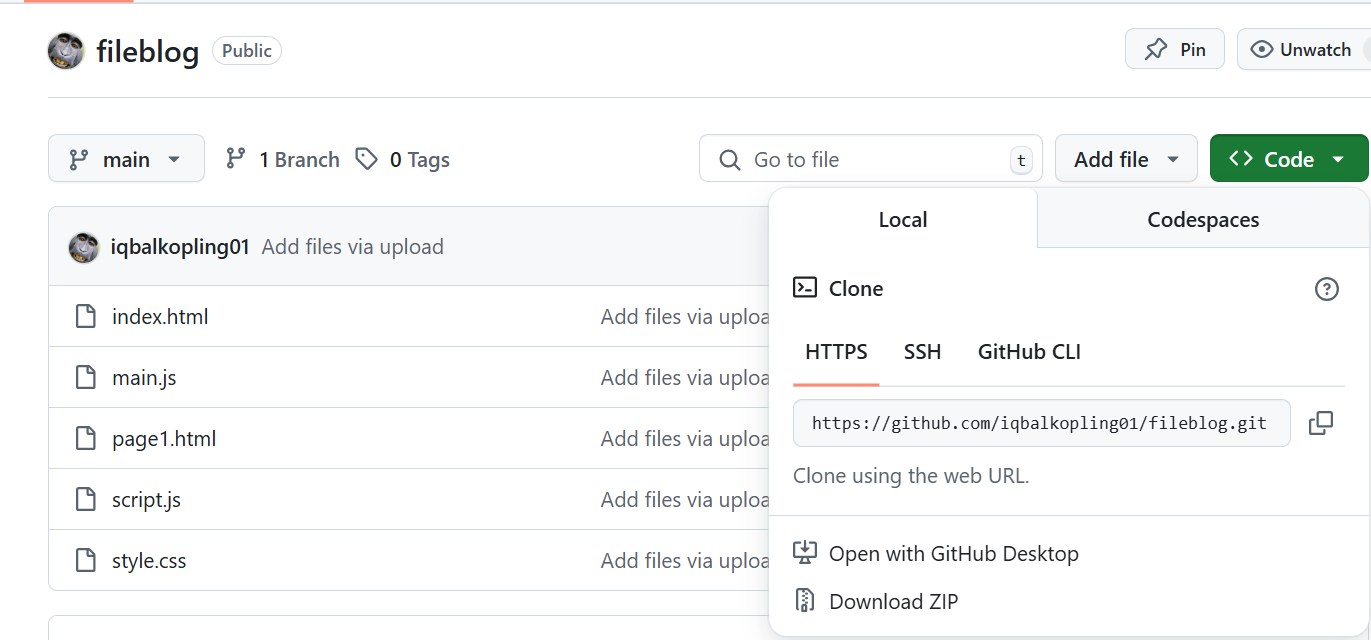 fileblog Public Pin Unwatch
main 1 Branch 0 Tags Go to file t Add file Code
Local Codespaces
iqbalkopling01 Add files via upload
Clone
index.html Add files via uploa
HTTPS SSH GitHub CLI
main.js Add files via uploa
https://github.com/iqbalkopling01/fileblog.git
page1.html Add files via uploa
Clone using the web URL.
script.js Add files via uploa
Open with GitHub Desktop
style.css Add files via uploa
Download ZIP